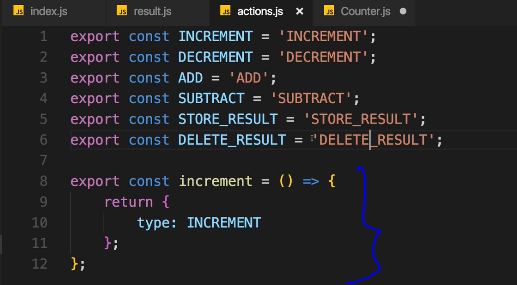 index.js result.js actions.js Counter.js
1 export const INCREMENT = 'INCREMENT';
2 export const DECREMENT = 'DECREMENT';
3 export const ADD = 'ADD';
4 export const SUBTRACT = 'SUBTRACT';
5 export const STORE_RESULT = 'STORE_RESULT';
6 export const DELETE_RESULT = 'DELETE_RESULT';
7
8 export const increment = () => {
9 return {
10 type: INCREMENT
11 };
12 };